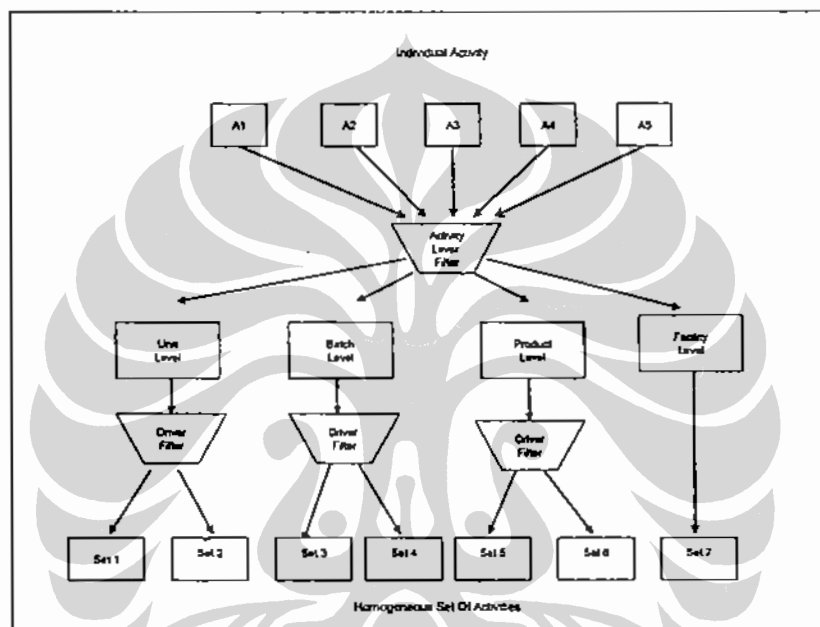 Individual Activity
A1 A2 A3 A4 A5
Activity
Level
Filter
Level
Batch
Level
Product
Level
Level
Driver
Filter
Driver
Filter
Driver
Filter
Set 1 Set 2 Set 3 Set 4 Set 5 Set 6 Set 7
Homogeneous Set Of Activities